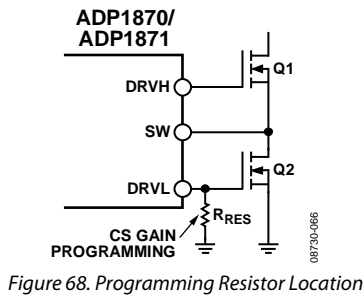 ADP1870/
ADP1871
DRVH
Q1
SW
DRVL
Q2
R_RES
CS GAIN
PROGRAMMING
08730-066
Figure 68. Programming Resistor Location